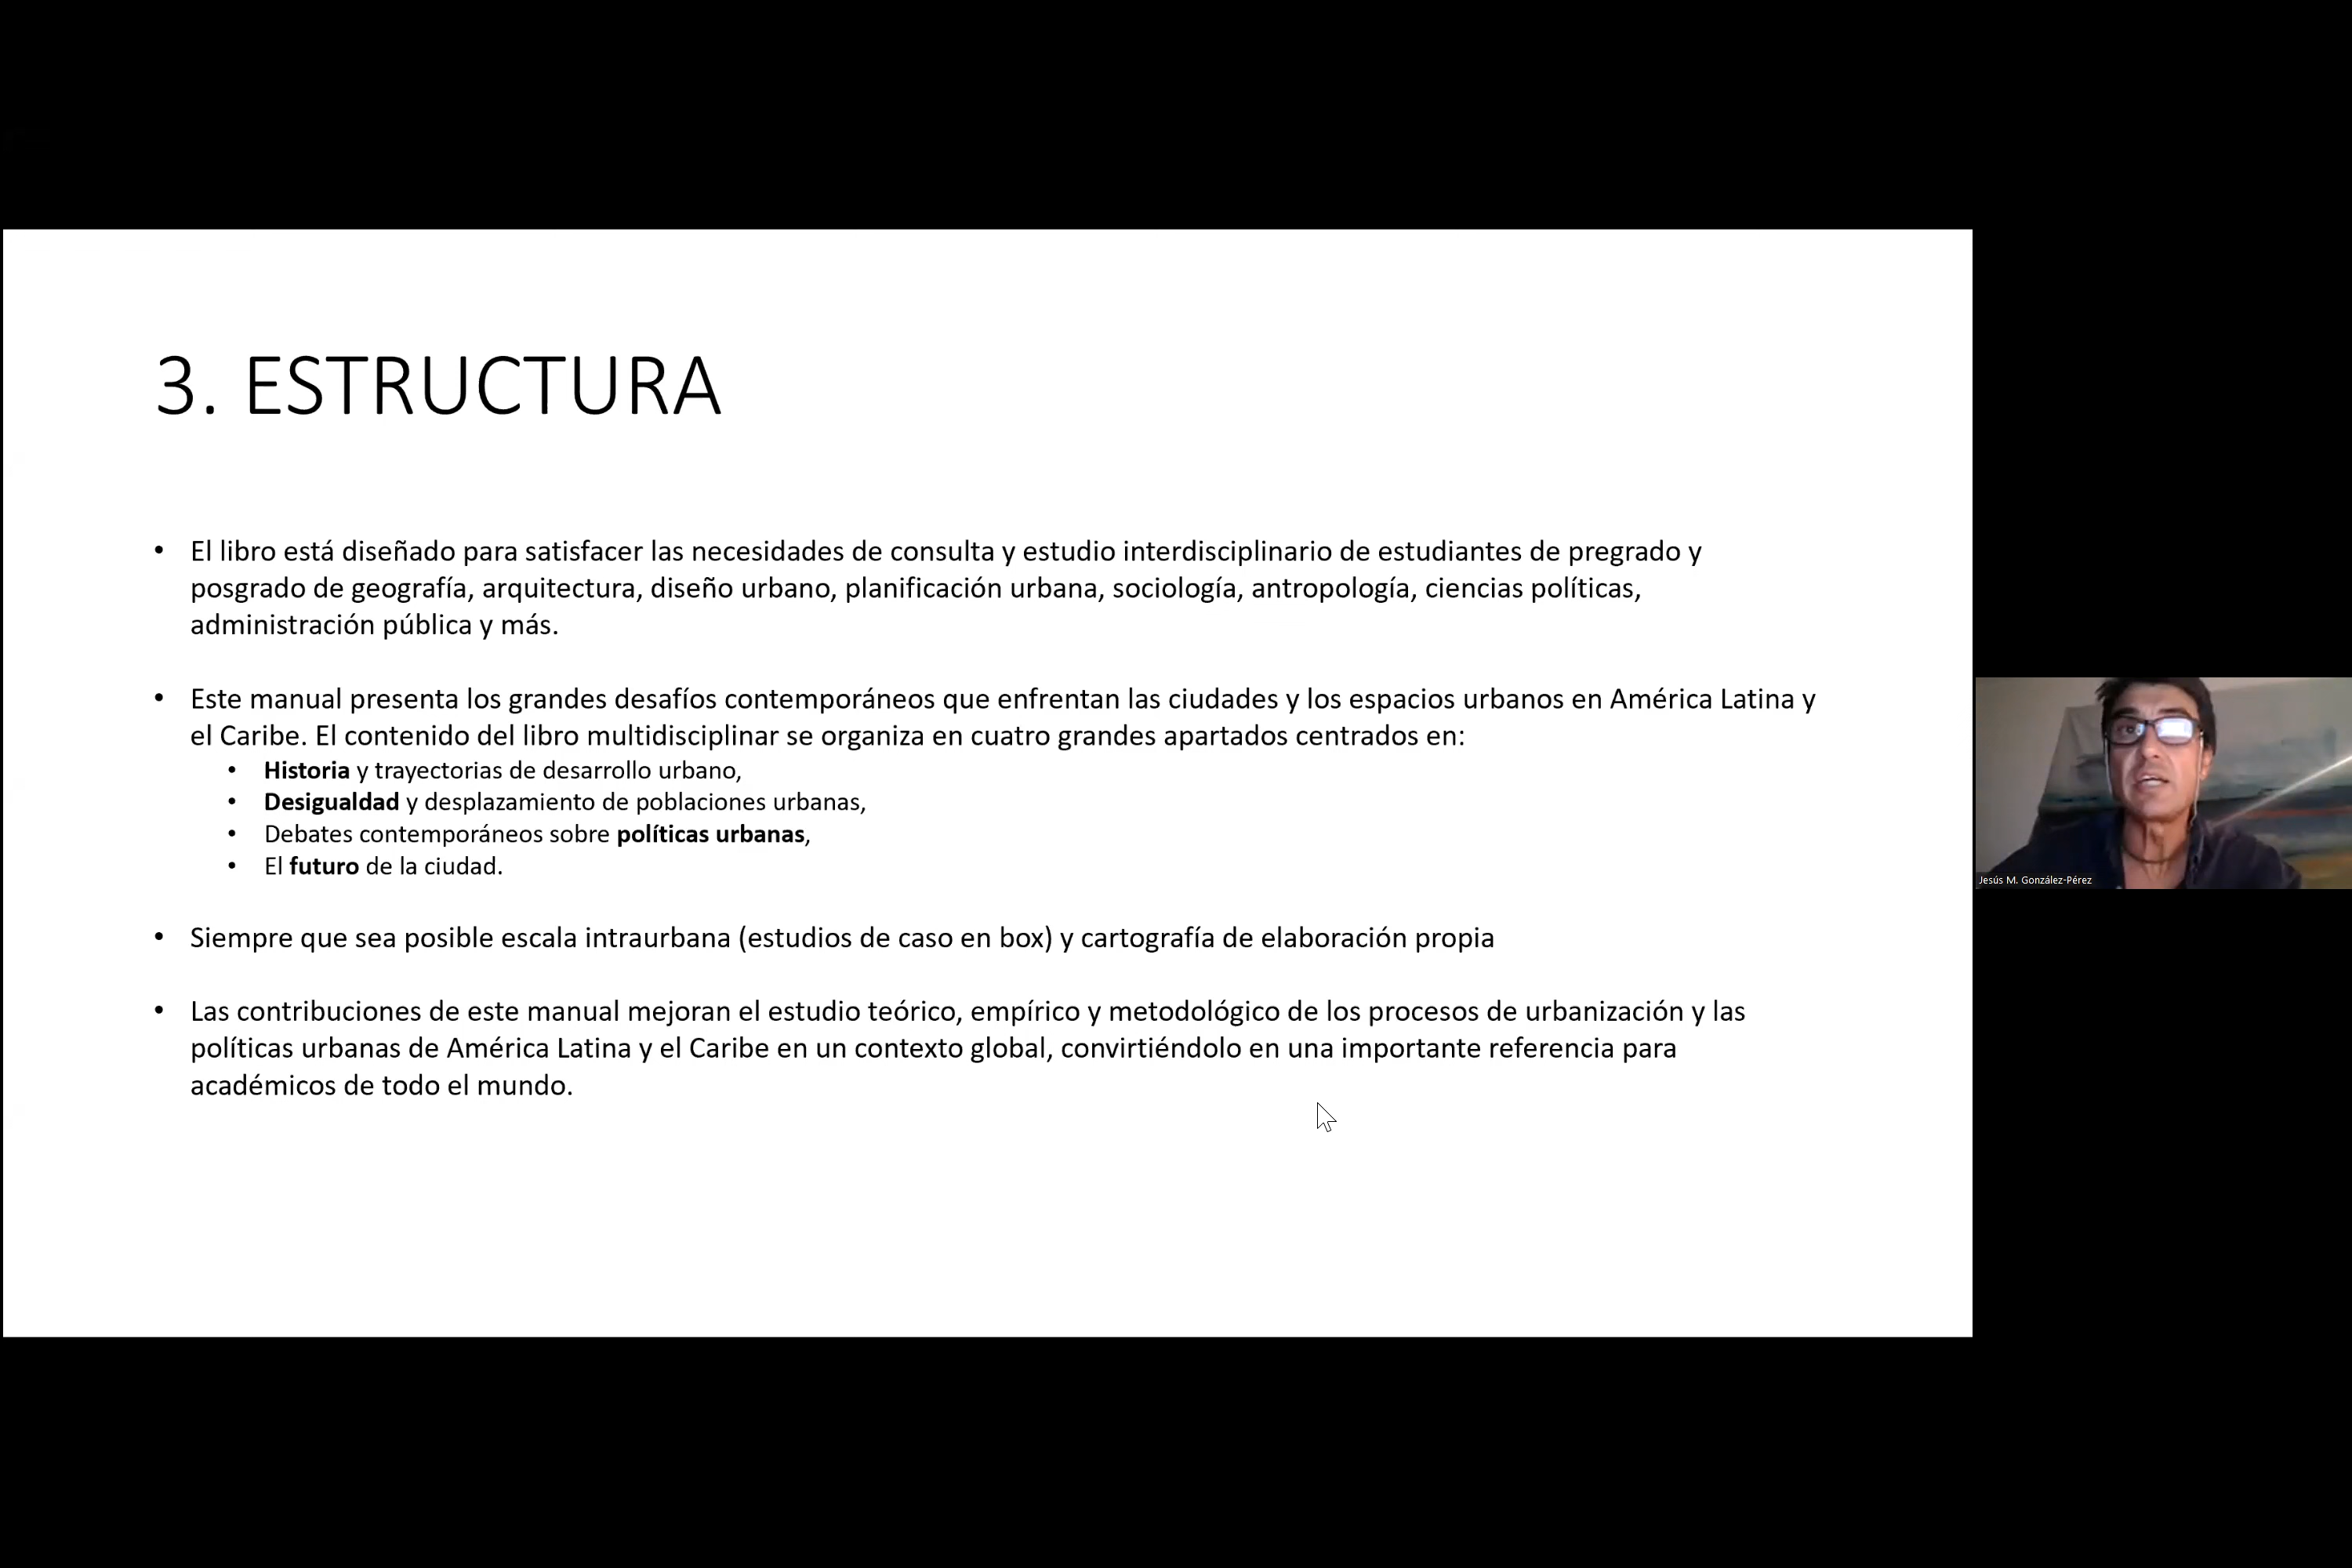 3. ESTRUCTURA
• El libro está diseñado para satisfacer las necesidades de consulta y estudio interdisciplinario de estudiantes de pregrado y
posgrado de geografía, arquitectura, diseño urbano, planificación urbana, sociología, antropología, ciencias políticas,
administración pública y más.
• Este manual presenta los grandes desafíos contemporáneos que enfrentan las ciudades y los espacios urbanos en América Latina y
el Caribe. El contenido del libro multidisciplinar se organiza en cuatro grandes apartados centrados en:
• Historia y trayectorias de desarrollo urbano,
• Desigualdad y desplazamiento de poblaciones urbanas,
• Debates contemporáneos sobre políticas urbanas,
• El futuro de la ciudad.
• Siempre que sea posible escala intraurbana (estudios de caso en box) y cartografía de elaboración propia
• Las contribuciones de este manual mejoran el estudio teórico, empírico y metodológico de los procesos de urbanización y las
políticas urbanas de América Latina y el Caribe en un contexto global, convirtiéndolo en una importante referencia para
académicos de todo el mundo.
Jesús M. González-Pérez